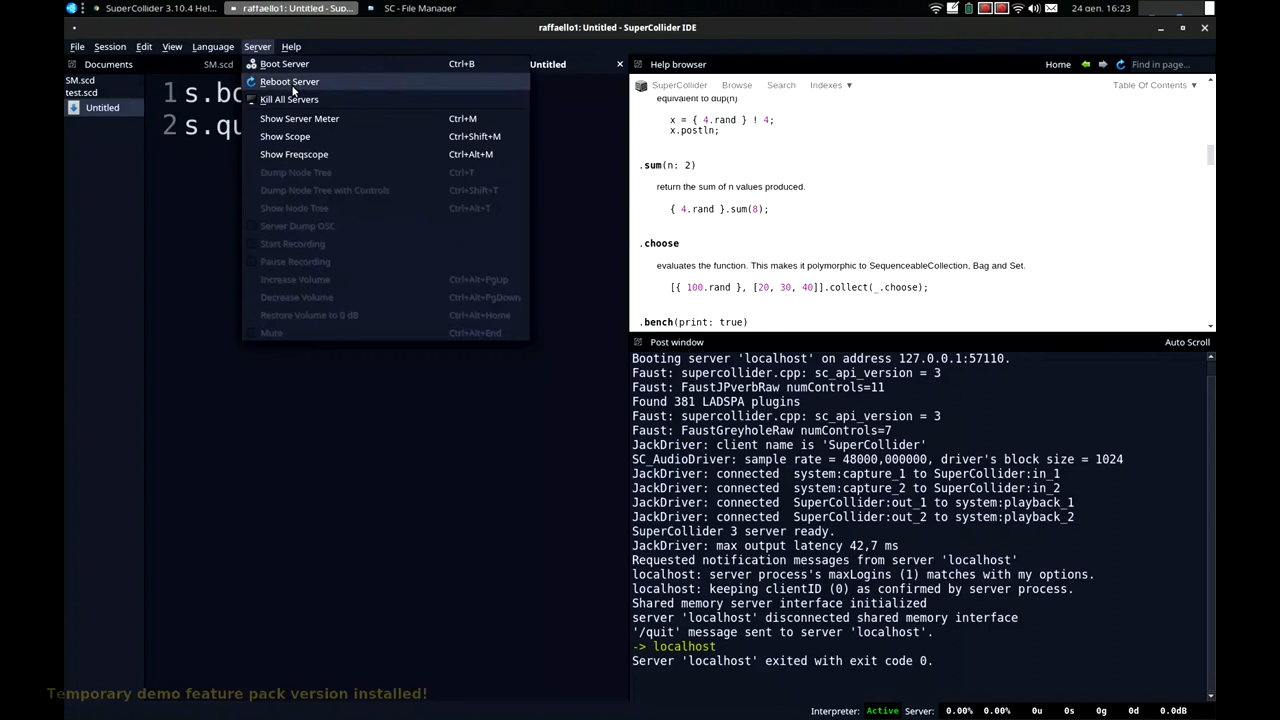 SuperCollider 3.10.4 Hel...
raffaello1: Untitled - Sup...
SC - File Manager
24 gen, 16:23
raffaello1: Untitled - SuperCollider IDE
File Session Edit View Language Server Help
Documents
SM.scd
Untitled
SM.scd
test.scd
Untitled
1 s.bo
2 s.qu
Boot Server Ctrl+B
Reboot Server
Kill All Servers
Show Server Meter Ctrl+M
Show Scope Ctrl+Shift+M
Show Freqscope Ctrl+Alt+M
Dump Node Tree Ctrl+T
Dump Node Tree with Controls Ctrl+Shift+T
Show Node Tree Ctrl+Alt+T
Server Dump OSC
Start Recording
Pause Recording
Increase Volume Ctrl+Alt+PgUp
Decrease Volume Ctrl+Alt+PgDown
Restore Volume to 0 dB Ctrl+Alt+Home
Mute Ctrl+Alt+End
Help browser
Home
Find in page...
SuperCollider Browse Search Indexes ▾
Table Of Contents ▾
equivalent to dup(n)
x = { 4.rand } ! 4;
x.postln;
.sum(n: 2)
return the sum of n values produced.
{ 4.rand }.sum(8);
.choose
evaluates the function. This makes it polymorphic to SequenceableCollection, Bag and Set.
[{ 100.rand }, [20, 30, 40]].collect(_.choose);
.bench(print: true)
Post window
Auto Scroll
Booting server 'localhost' on address 127.0.0.1:57110.
Faust: supercollider.cpp: sc_api_version = 3
Faust: FaustJPverbRaw numControls=11
Found 381 LADSPA plugins
Faust: supercollider.cpp: sc_api_version = 3
Faust: FaustGreyholeRaw numControls=7
JackDriver: client name is 'SuperCollider'
SC_AudioDriver: sample rate = 48000,000000, driver's block size = 1024
JackDriver: connected  system:capture_1 to SuperCollider:in_1
JackDriver: connected  system:capture_2 to SuperCollider:in_2
JackDriver: connected  SuperCollider:out_1 to system:playback_1
JackDriver: connected  SuperCollider:out_2 to system:playback_2
SuperCollider 3 server ready.
JackDriver: max output latency 42,7 ms
Requested notification messages from server 'localhost'
localhost: server process's maxLogins (1) matches with my options.
localhost: keeping clientID (0) as confirmed by server process.
Shared memory server interface initialized
server 'localhost' disconnected shared memory interface
'/quit' message sent to server 'localhost'.
-> localhost
Server 'localhost' exited with exit code 0.
Temporary demo feature pack version installed!
Interpreter: Active Server: 0.00% 0.00% 0u 0s 0g 0d 0.0dB